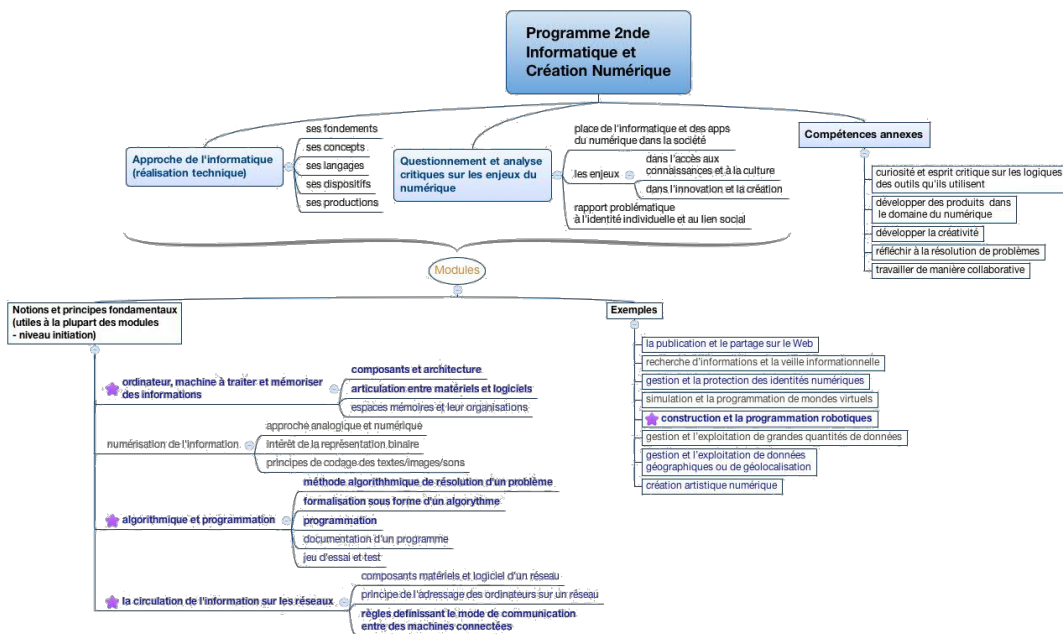 Programme 2nde
Informatique et
Création Numérique
Approche de l'informatique
(réalisation technique)
ses fondements
ses concepts
ses langages
ses dispositifs
ses productions
Questionnement et analyse
critiques sur les enjeux du
numérique
place de l'informatique et des apps
du numérique dans la société
les enjeux
dans l'accès aux
connaissances et à la culture
dans l'innovation et la création
rapport problématique
à l'identité individuelle et au lien social
Compétences annexes
curiosité et esprit critique sur les logiques
des outils qu'ils utilisent
développer des produits dans
le domaine du numérique
développer la créativité
réfléchir à la résolution de problèmes
travailler de manière collaborative
Modules
Notions et principes fondamentaux
(utiles à la plupart des modules
- niveau initiation)
ordinateur, machine à traiter et mémoriser
des informations
composants et architecture
articulation entre matériels et logiciels
espaces mémoires et leur organisations
numérisation de l'information
approche analogique et numérique
intérêt de la représentation binaire
principes de codage des textes/images/sons
algorithmique et programmation
méthode algorithhmique de résolution d'un problème
formalisation sous forme d'un algorythme
programmation
documentation d'un programme
jeu d'essai et test
la circulation de l'information sur les réseaux
composants matériels et logiciel d'un réseau
principe de l'adressage des ordinateurs sur un réseau
règles definissant le mode de communication
entre des machines connectées
Exemples
la publication et le partage sur le Web
recherche d'informations et la veille informationnelle
gestion et la protection des identités numériques
simulation et la programmation de mondes virtuels
construction et la programmation robotiques
gestion et l'exploitation de grandes quantités de données
gestion et l'exploitation de données
géographiques ou de géolocalisation
création artistique numérique